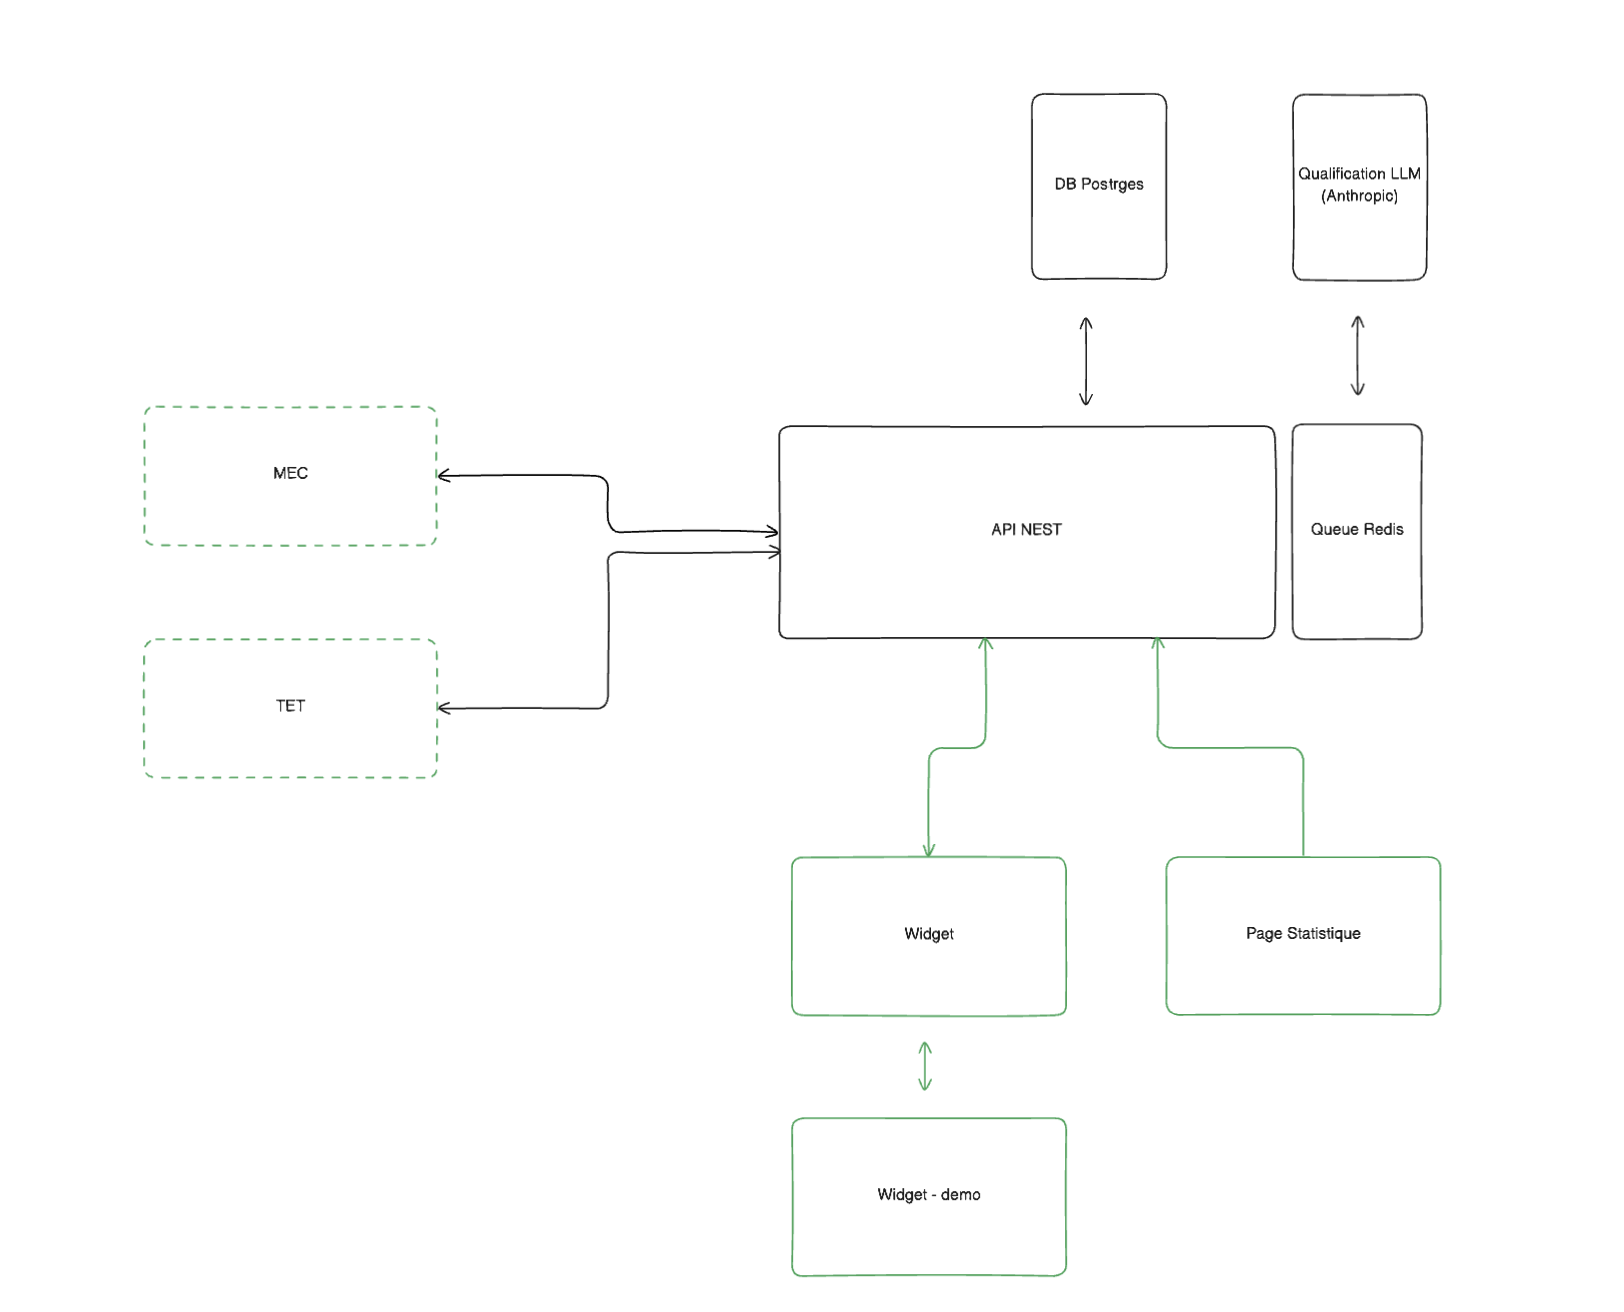 DB Postrges
Qualification LLM
(Anthropic)
MEC
API NEST
Queue Redis
TET
Widget
Page Statistique
Widget - demo